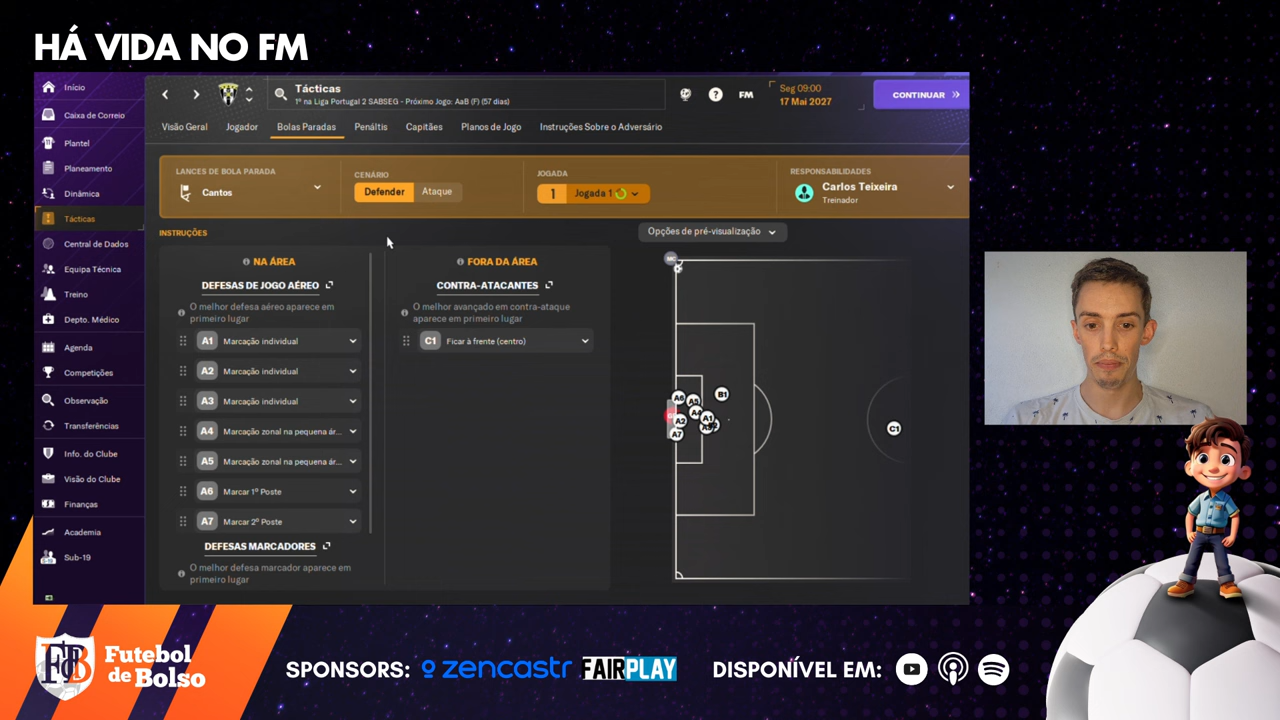 HÁ VIDA NO FM
Início
Caixa de Correio
Plantel
Planeamento
Dinâmica
Tácticas
Central de Dados
Equipa Técnica
Treino
Depto. Médico
Agenda
Competições
Observação
Transferências
Info. do Clube
Visão do Clube
Finanças
Academia
Sub-19
Tácticas
1º na Liga Portugal 2 SABSEG - Próximo Jogo: AaB (F) (57 dias)
FM
Seg 09:00
17 Mai 2027
CONTINUAR
Visão Geral
Jogador
Bolas Paradas
Penáltis
Capitães
Planos de Jogo
Instruções Sobre o Adversário
LANCES DE BOLA PARADA
Cantos
CENÁRIO
Defender
Ataque
JOGADA
1 Jogada 1
RESPONSABILIDADES
Carlos Teixeira
Treinador
INSTRUÇÕES
Opções de pré-visualização
NA ÁREA
DEFESAS DE JOGO AÉREO
O melhor defesa aéreo aparece em
primeiro lugar
A1 Marcação individual
A2 Marcação individual
A3 Marcação individual
A4 Marcação zonal na pequena ár...
A5 Marcação zonal na pequena ár...
A6 Marcar 1º Poste
A7 Marcar 2º Poste
DEFESAS MARCADORES
O melhor defesa marcador aparece em
primeiro lugar
FORA DA ÁREA
CONTRA-ATACANTES
O melhor avançado em contra-ataque
aparece em primeiro lugar
C1 Ficar à frente (centro)
B1
A6
A4
A2
A1
A7
C1
Futebol
de Bolso
SPONSORS:
zencastr
FAIRPLAY
DISPONÍVEL EM: